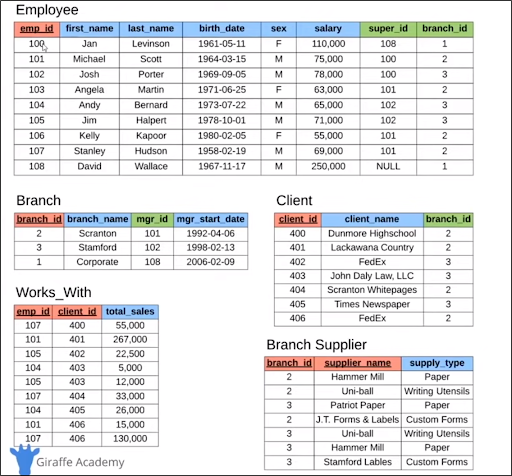 Employee
emp_id first_name last_name birth_date sex salary super_id branch_id
100 Jan Levinson 1961-05-11 F 110,000 108 1
101 Michael Scott 1964-03-15 M 75,000 100 2
102 Josh Porter 1969-09-05 M 78,000 100 3
103 Angela Martin 1971-06-25 F 63,000 101 2
104 Andy Bernard 1973-07-22 M 65,000 102 3
105 Jim Halpert 1978-10-01 M 71,000 102 3
106 Kelly Kapoor 1980-02-05 F 55,000 101 2
107 Stanley Hudson 1958-02-19 M 69,000 101 2
108 David Wallace 1967-11-17 M 250,000 NULL 1
Branch
branch_id branch_name mgr_id mgr_start_date
2 Scranton 101 1992-04-06
3 Stamford 102 1998-02-13
1 Corporate 108 2006-02-09
Client
client_id client_name branch_id
400 Dunmore Highschool 2
401 Lackawana Country 2
402 FedEx 3
403 John Daly Law, LLC 3
404 Scranton Whitepages 2
405 Times Newspaper 3
406 FedEx 2
Works_With
emp_id client_id total_sales
107 400 55,000
101 401 267,000
105 402 22,500
104 403 5,000
105 403 12,000
107 404 33,000
104 405 26,000
101 406 15,000
107 406 130,000
Branch Supplier
branch_id supplier_name supply_type
2 Hammer Mill Paper
2 Uni-ball Writing Utensils
3 Patriot Paper Paper
2 J.T. Forms & Labels Custom Forms
3 Uni-ball Writing Utensils
3 Hammer Mill Paper
3 Stamford Lables Custom Forms
Giraffe Academy